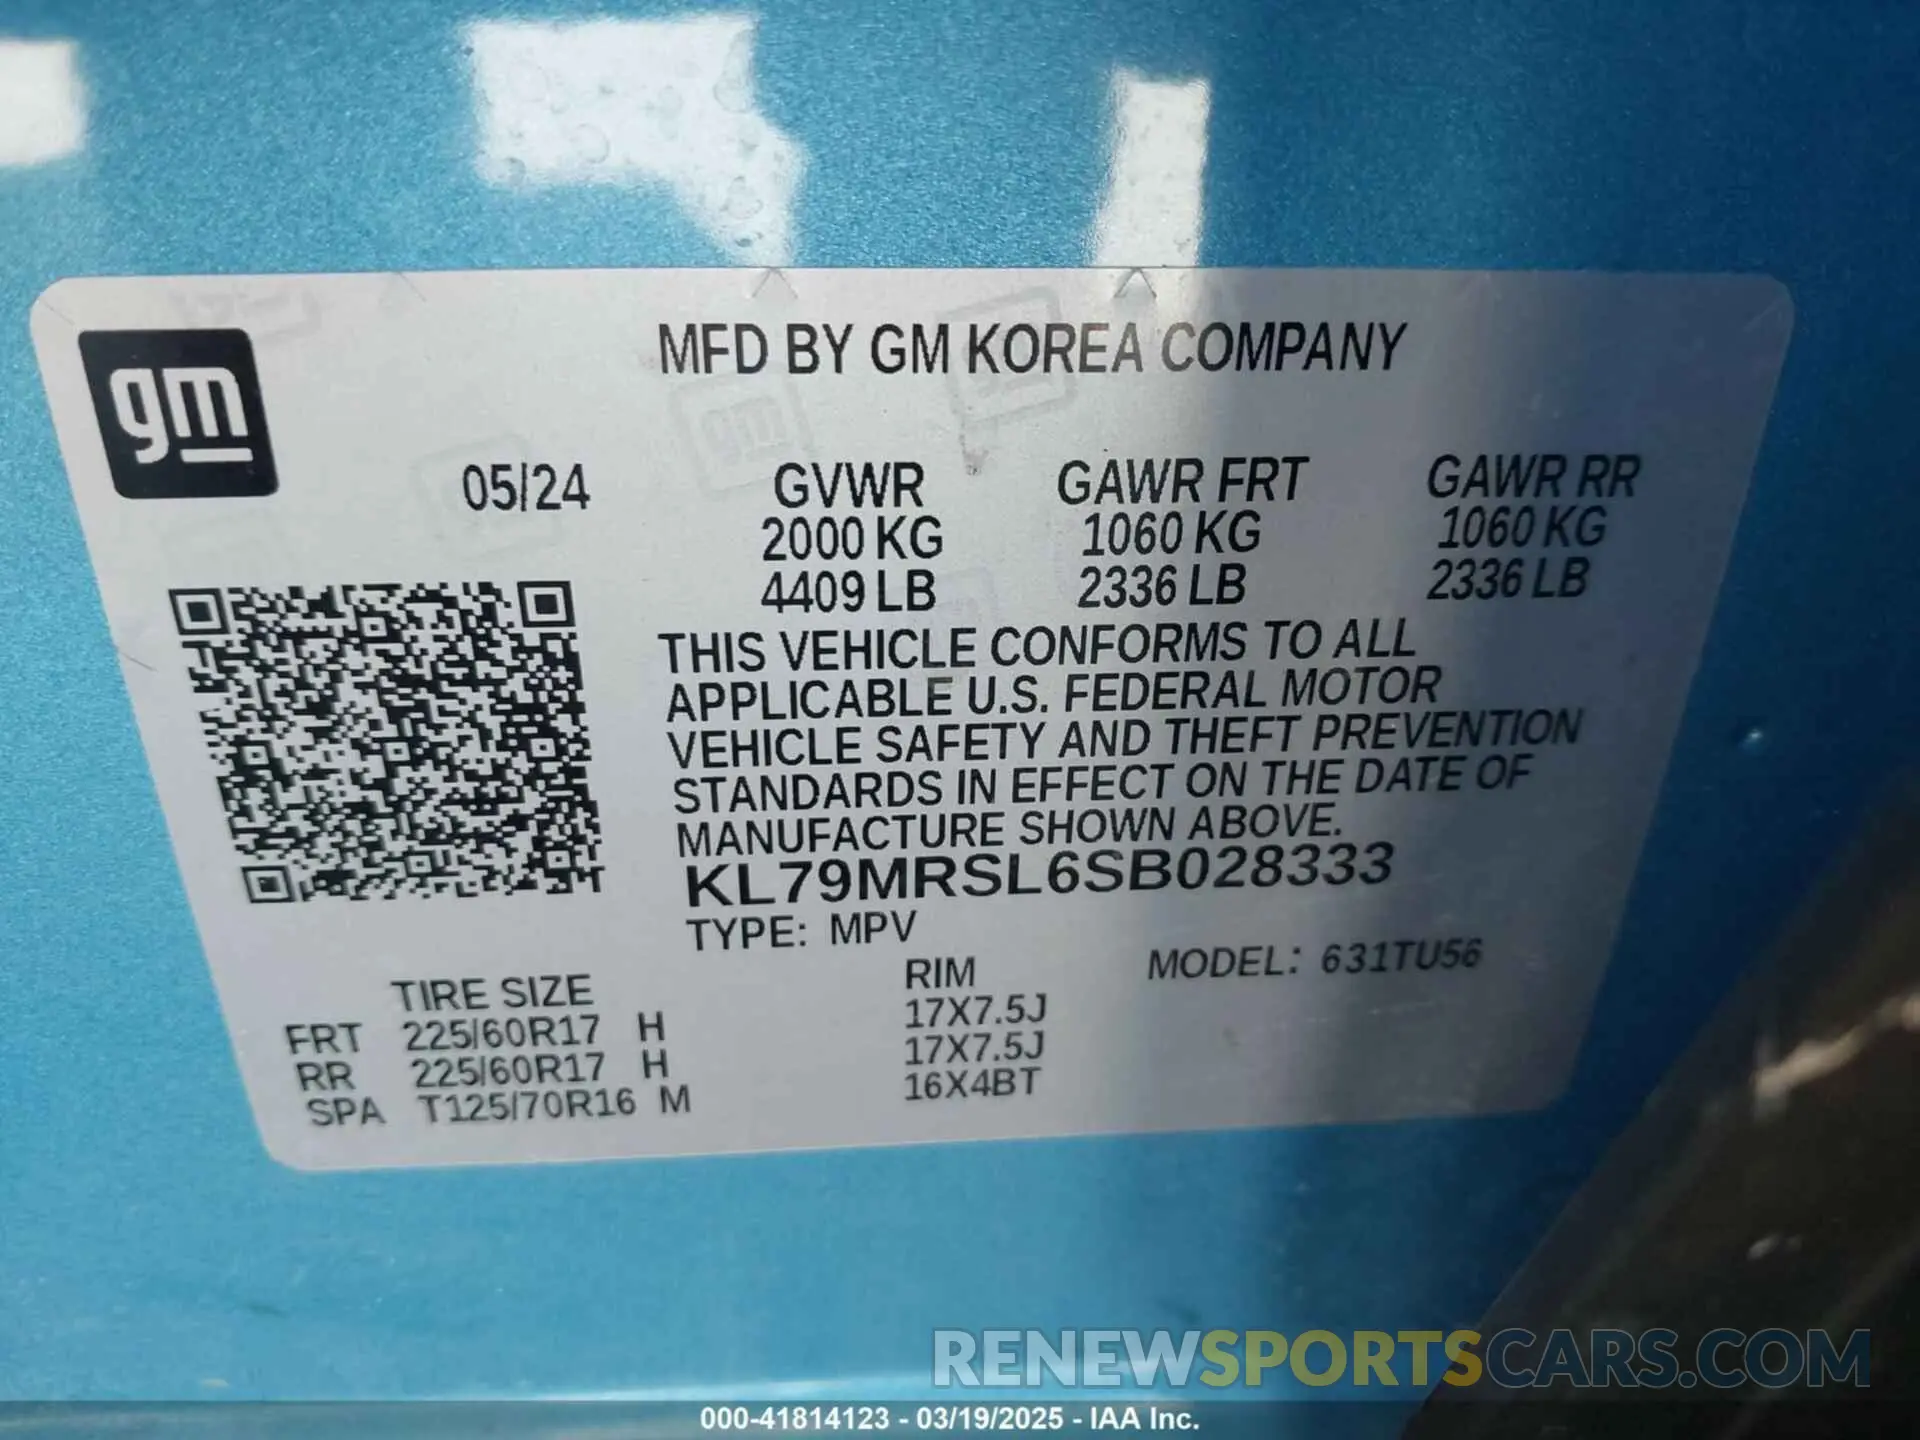 gm
MFD BY GM KOREA COMPANY
05/24 GVWR GAWR FRT GAWR RR
2000 KG 1060 KG 1060 KG
4409 LB 2336 LB 2336 LB
THIS VEHICLE CONFORMS TO ALL
APPLICABLE U.S. FEDERAL MOTOR
VEHICLE SAFETY AND THEFT PREVENTION
STANDARDS IN EFFECT ON THE DATE OF
MANUFACTURE SHOWN ABOVE.
KL79MRSL6SB028333
TYPE: MPV MODEL: 631TU56
TIRE SIZE RIM
FRT 225/60R17 H 17X7.5J
RR 225/60R17 H 17X7.5J
SPA T125/70R16 M 16X4BT
RENEWSPORTSCARS.COM
000-41814123 - 03/19/2025 - IAA Inc.